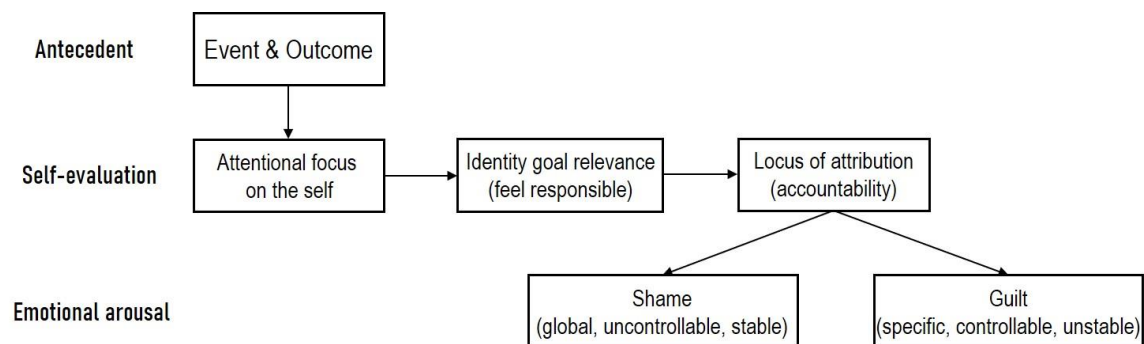 Antecedent
Event & Outcome
Self-evaluation
Attentional focus
on the self
Identity goal relevance
(feel responsible)
Locus of attribution
(accountability)
Emotional arousal
Shame
(global, uncontrollable, stable)
Guilt
(specific, controllable, unstable)